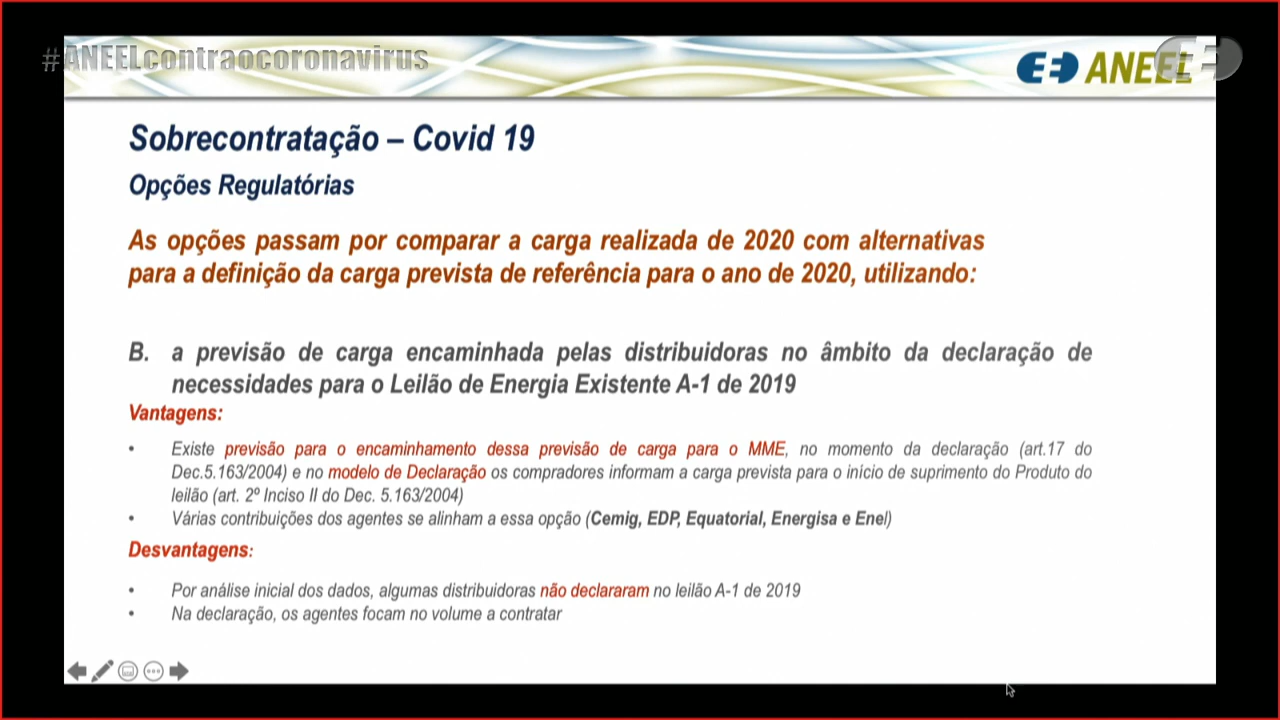 #ANEELcontraocoronavirus
ANEEL
Sobrecontratação – Covid 19
Opções Regulatórias
As opções passam por comparar a carga realizada de 2020 com alternativas
para a definição da carga prevista de referência para o ano de 2020, utilizando:
B. a previsão de carga encaminhada pelas distribuidoras no âmbito da declaração de
necessidades para o Leilão de Energia Existente A-1 de 2019
Vantagens:
• Existe previsão para o encaminhamento dessa previsão de carga para o MME, no momento da declaração (art.17 do
Dec.5.163/2004) e no modelo de Declaração os compradores informam a carga prevista para o início de suprimento do Produto do
leilão (art. 2º Inciso II do Dec. 5.163/2004)
• Várias contribuições dos agentes se alinham a essa opção (Cemig, EDP, Equatorial, Energisa e Enel)
Desvantagens:
• Por análise inicial dos dados, algumas distribuidoras não declararam no leilão A-1 de 2019
• Na declaração, os agentes focam no volume a contratar